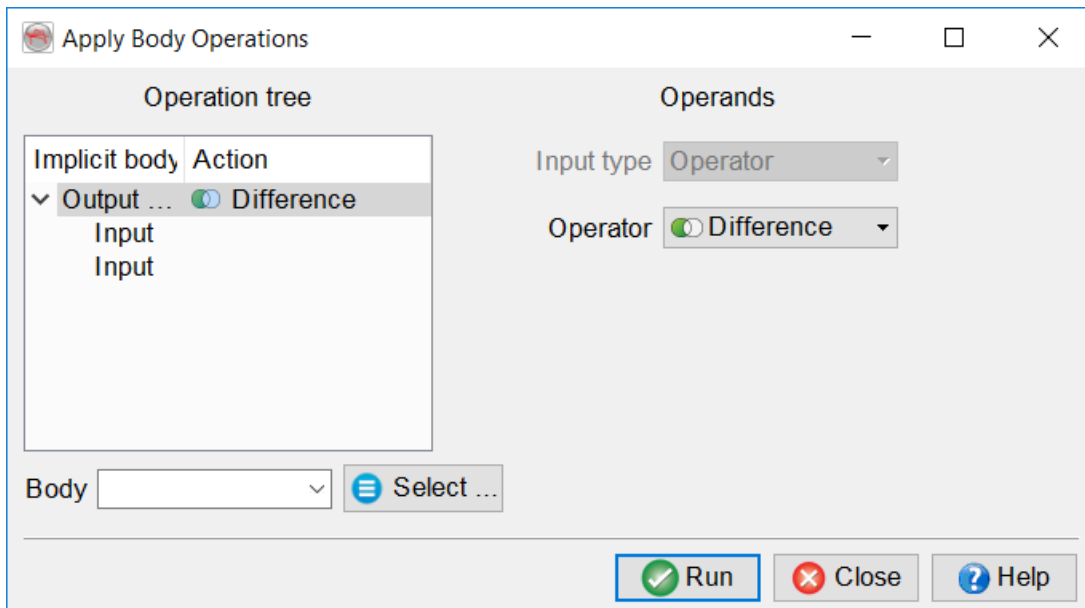 Apply Body Operations
Operation tree
Operands
Implicit body Action
Output ... Difference
Input
Input
Input type Operator
Operator Difference
Body Select ...
Run Close Help